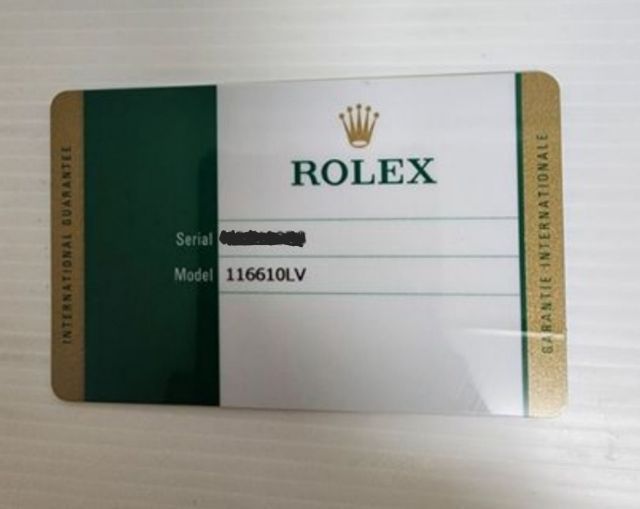 INTERNATIONAL GUARANTEE
ROLEX
Serial
Model 116610LV
GARANTIE INTERNATIONALE